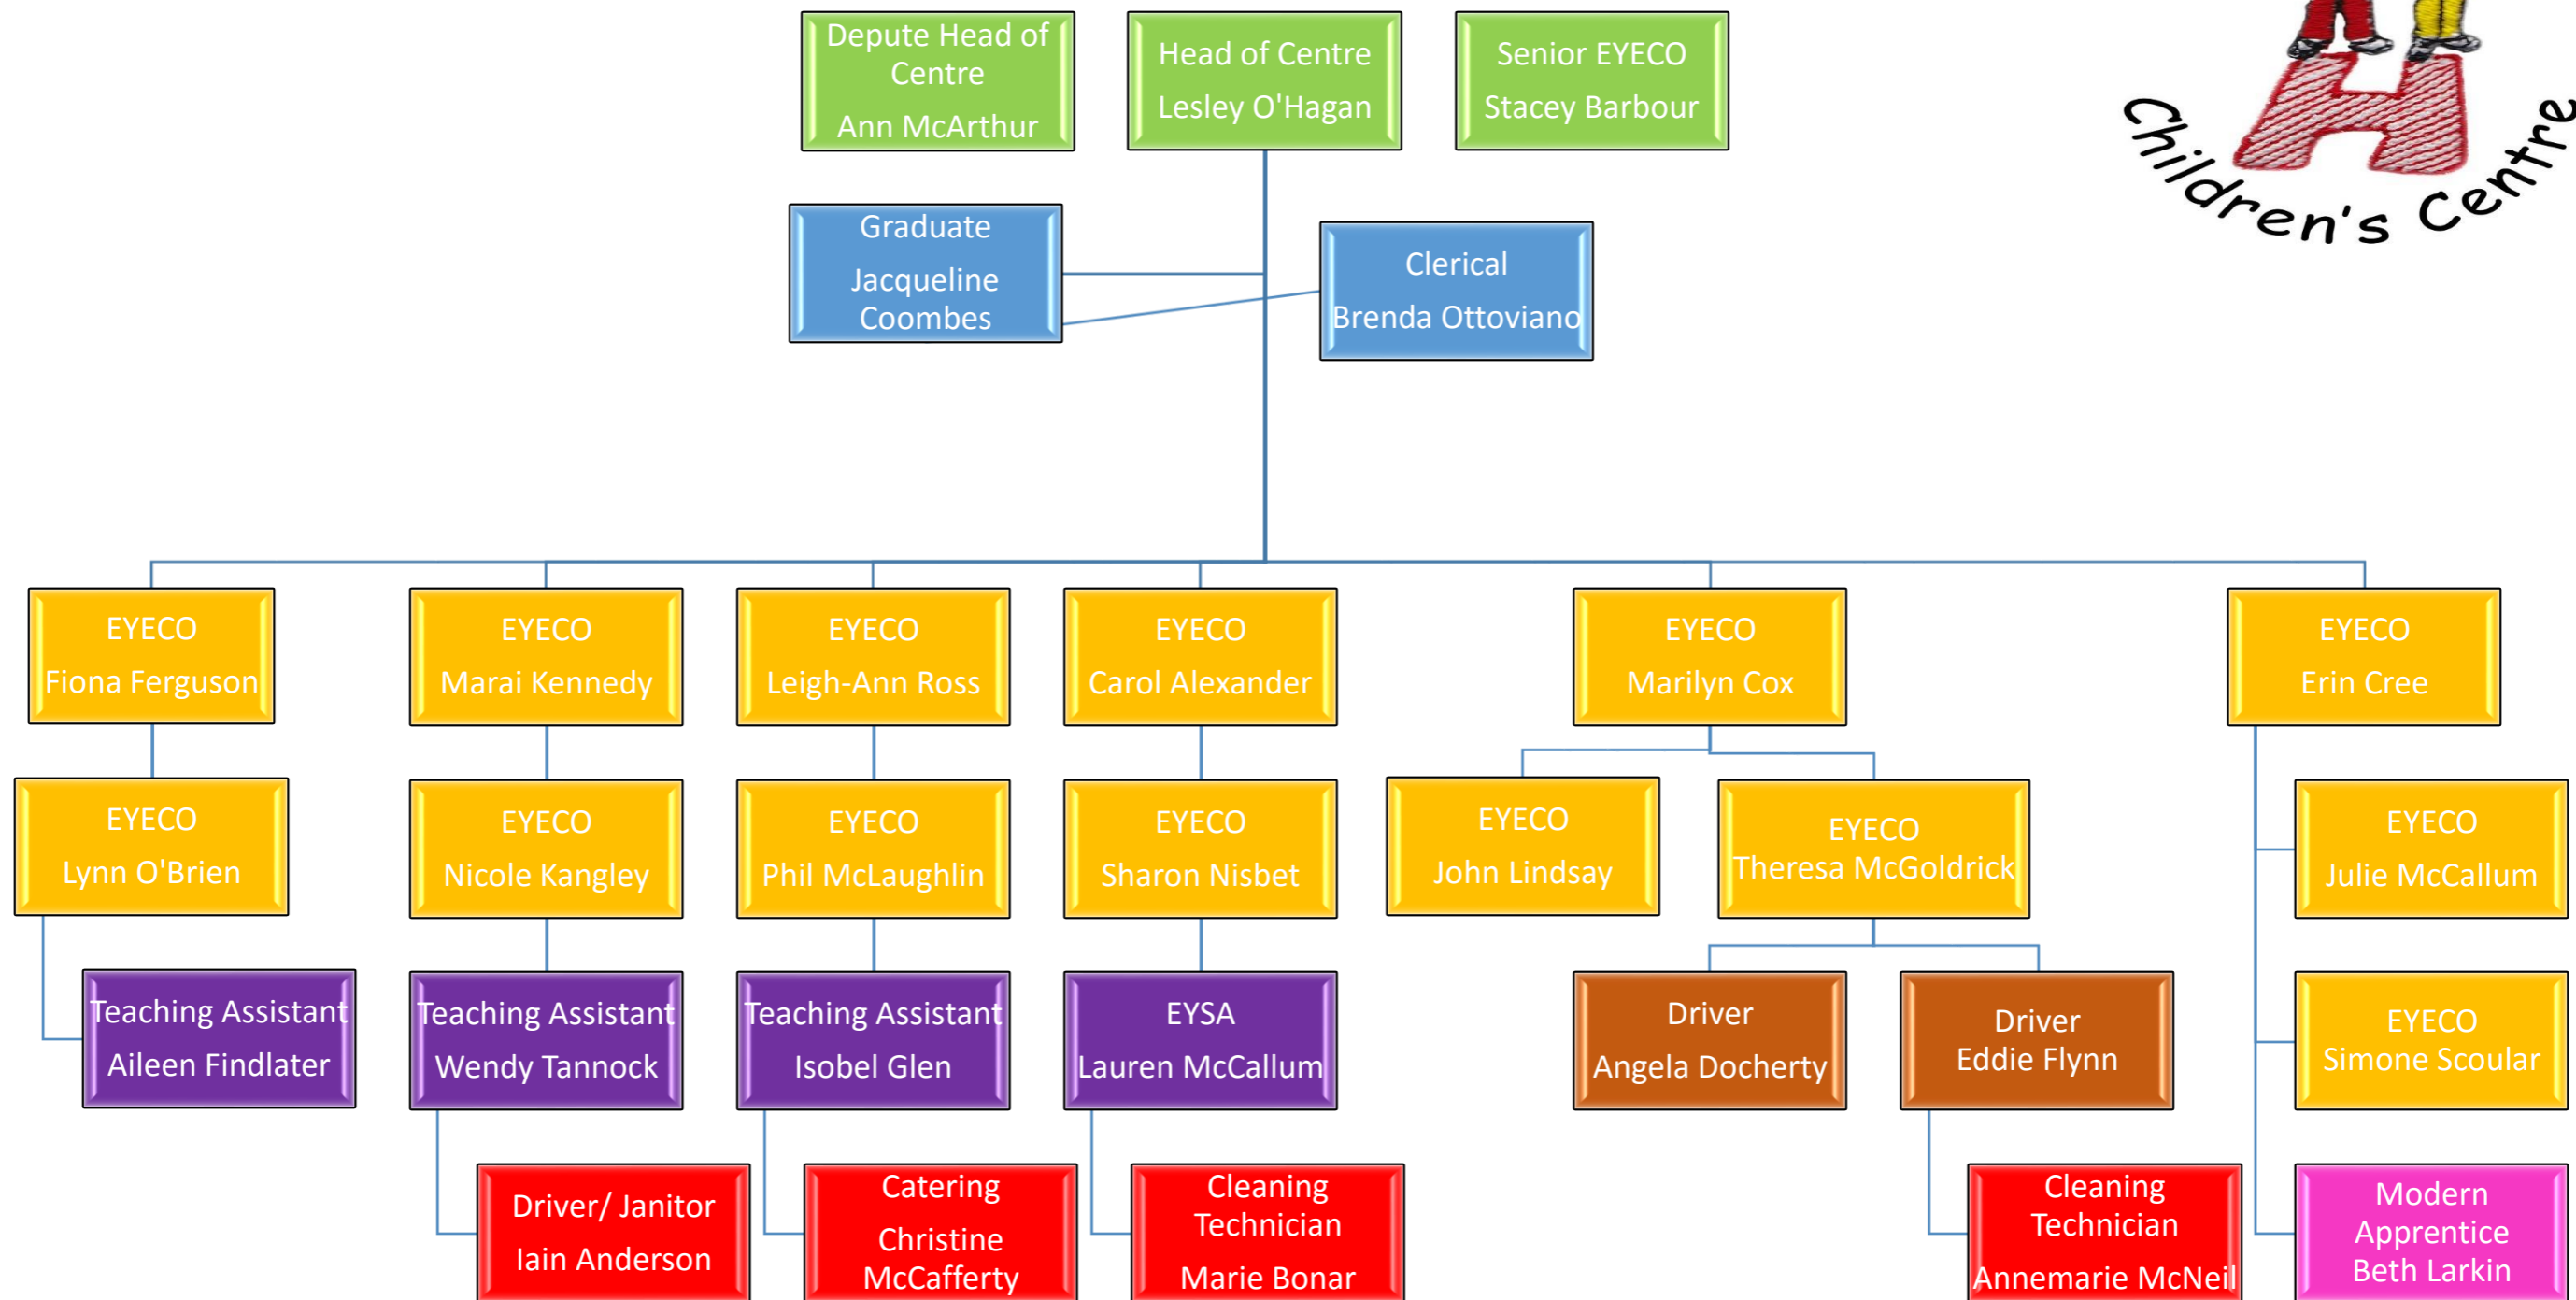 Depute Head of
Centre
Ann McArthur
Head of Centre
Lesley O'Hagan
Senior EYECO
Stacey Barbour
H
Children's Centre
Graduate
Jacqueline
Coombes
Clerical
Brenda Ottoviano
EYECO
Fiona Ferguson
EYECO
Marai Kennedy
EYECO
Leigh-Ann Ross
EYECO
Carol Alexander
EYECO
Marilyn Cox
EYECO
Erin Cree
EYECO
Lynn O'Brien
EYECO
Nicole Kangley
EYECO
Phil McLaughlin
EYECO
Sharon Nisbet
EYECO
John Lindsay
EYECO
Theresa McGoldrick
EYECO
Julie McCallum
Teaching Assistant
Aileen Findlater
Teaching Assistant
Wendy Tannock
Teaching Assistant
Isobel Glen
EYSA
Lauren McCallum
Driver
Angela Docherty
Driver
Eddie Flynn
EYECO
Simone Scoular
Driver/ Janitor
Iain Anderson
Catering
Christine
McCafferty
Cleaning
Technician
Marie Bonar
Cleaning
Technician
Annemarie McNeil
Modern
Apprentice
Beth Larkin